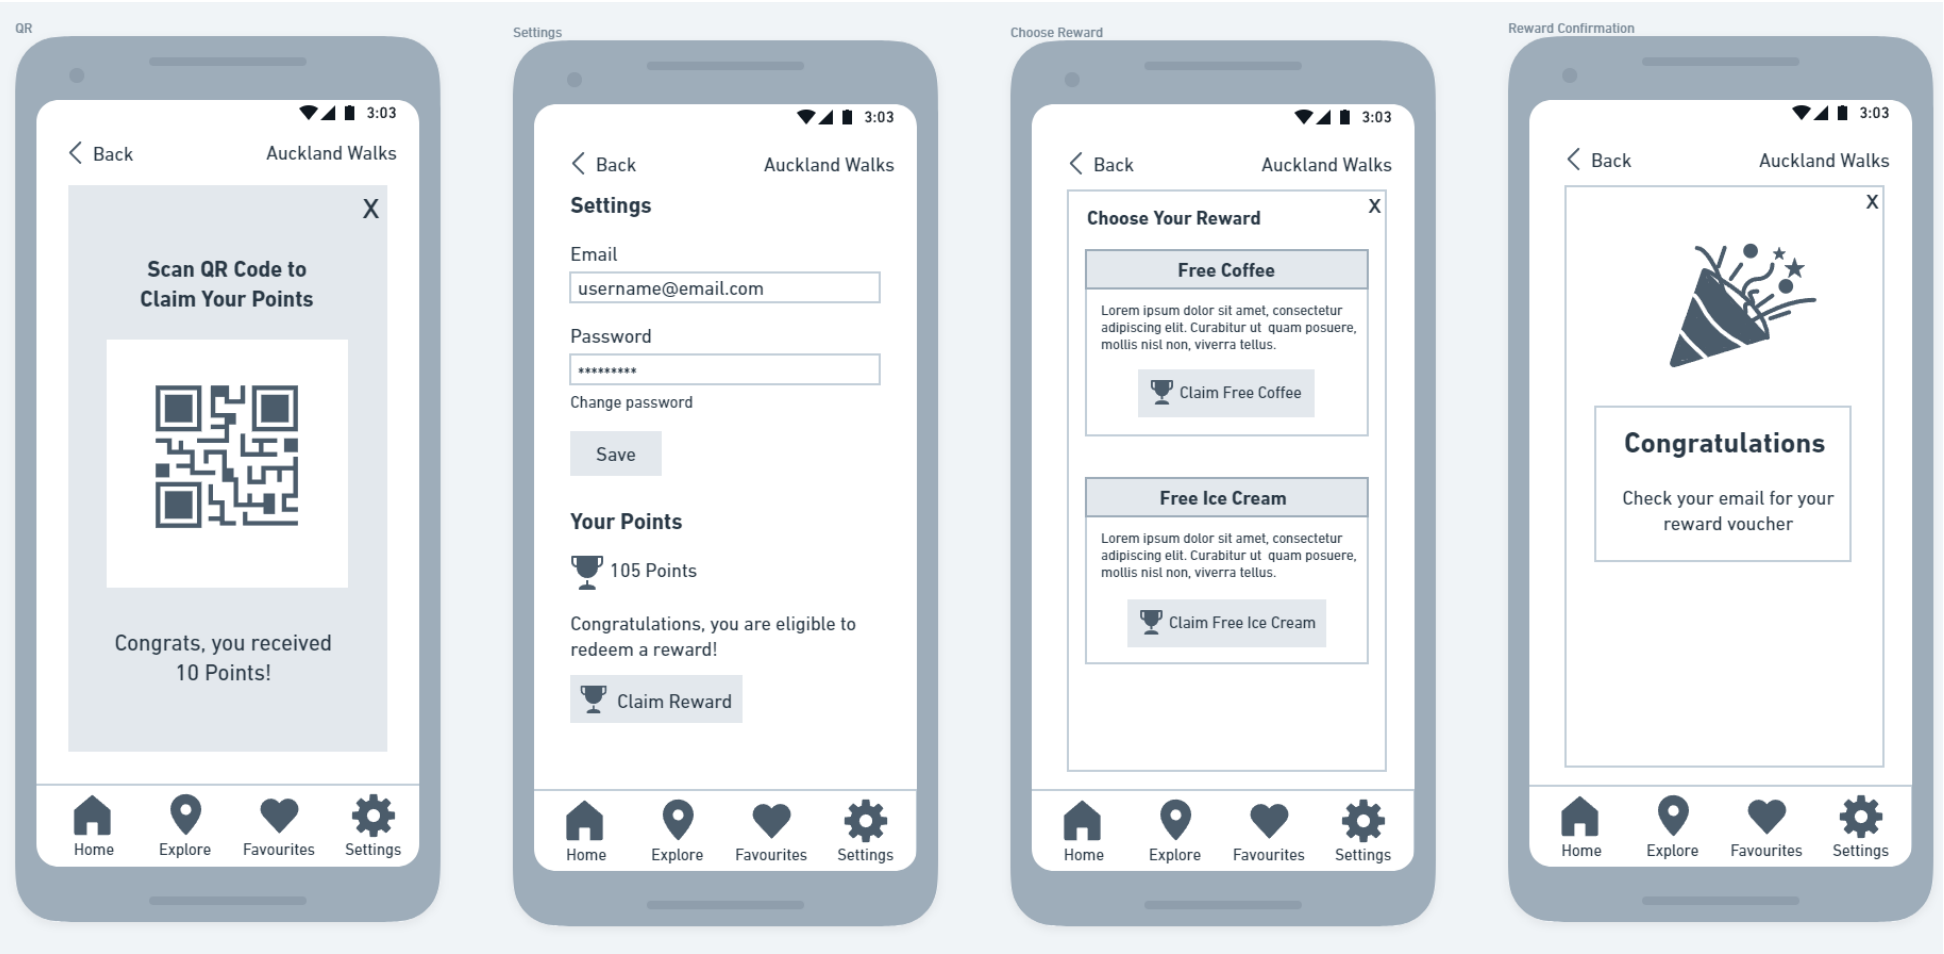 QR
3:03
Back
Auckland Walks
X
Scan QR Code to
Claim Your Points
Congrats, you received
10 Points!
Home
Explore
Favourites
Settings
Settings
3:03
Back
Auckland Walks
Settings
Email
username@email.com
Password
*********
Change password
Save
Your Points
105 Points
Congratulations, you are eligible to
redeem a reward!
Claim Reward
Home
Explore
Favourites
Settings
Choose Reward
3:03
Back
Auckland Walks
X
Choose Your Reward
Free Coffee
Lorem ipsum dolor sit amet, consectetur
adipiscing elit. Curabitur ut quam posuere,
mollis nisl non, viverra tellus.
Claim Free Coffee
Free Ice Cream
Lorem ipsum dolor sit amet, consectetur
adipiscing elit. Curabitur ut quam posuere,
mollis nisl non, viverra tellus.
Claim Free Ice Cream
Home
Explore
Favourites
Settings
Reward Confirmation
3:03
Back
Auckland Walks
X
Congratulations
Check your email for your
reward voucher
Home
Explore
Favourites
Settings